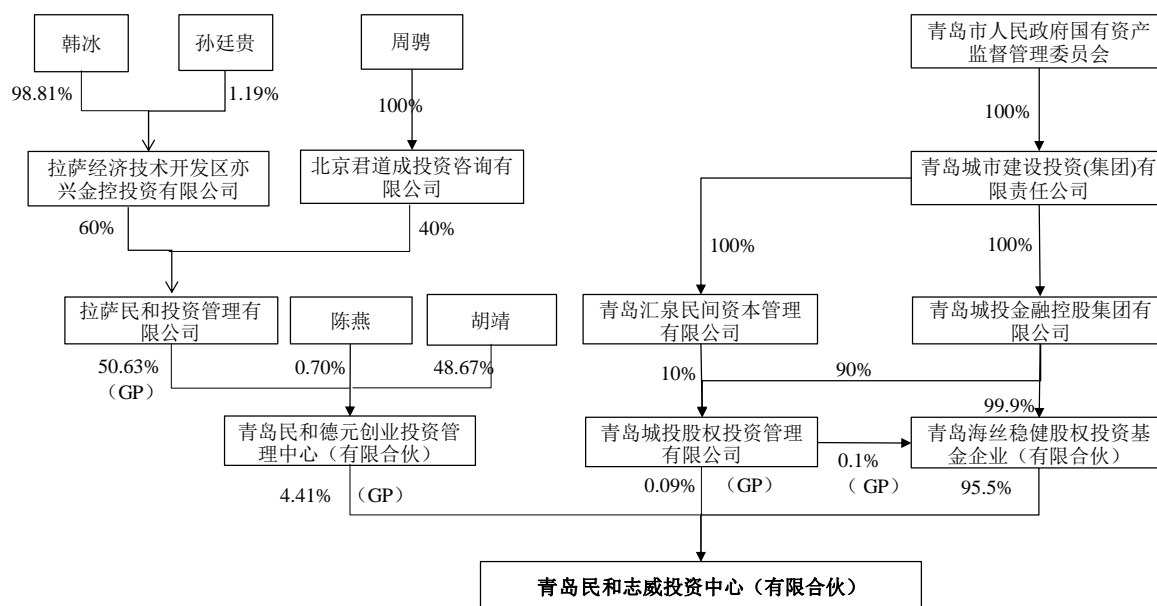 韩冰
孙廷贵
周骋
青岛市人民政府国有资产
监督管理委员会
98.81%
1.19%
100%
100%
拉萨经济技术开发区亦
兴金控投资有限公司
北京君道成投资咨询有
限公司
青岛城市建设投资(集团)有
限责任公司
60%
40%
100%
100%
拉萨民和投资管理有
限公司
陈燕
胡靖
青岛汇泉民间资本管理
有限公司
青岛城投金融控股集团有
限公司
50.63%
（GP）
0.70%
48.67%
10%
90%
99.9%
青岛民和德元创业投资管
理中心（有限合伙）
青岛城投股权投资管理
有限公司
0.1%
（ GP）
青岛海丝稳健股权投资基
金企业（有限合伙）
4.41%
（GP）
0.09%
（GP）
95.5%
青岛民和志威投资中心（有限合伙）